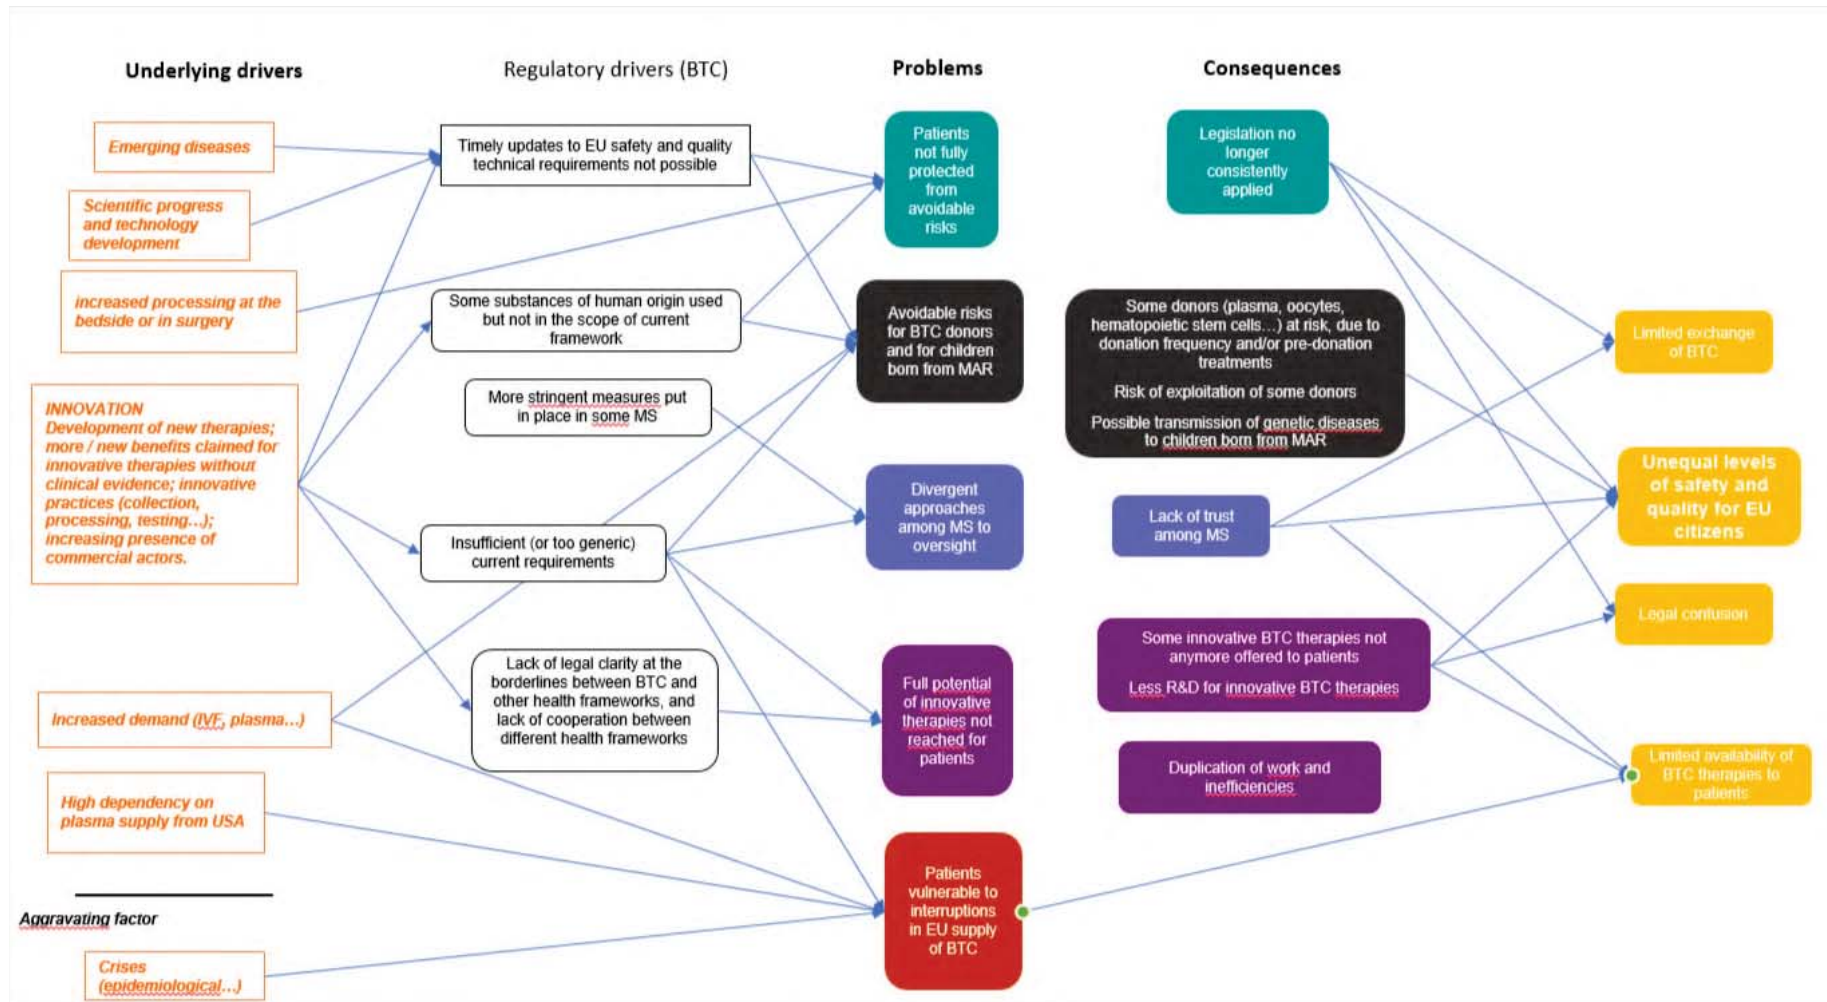 Underlying drivers
Regulatory drivers (BTC)
Problems
Consequences
Emerging diseases
Scientific progress
and technology
development
increased processing at the
bedside or in surgery
INNOVATION
Development of new therapies;
more / new benefits claimed for
innovative therapies without
clinical evidence; innovative
practices (collection,
processing, testing...);
increasing presence of
commercial actors.
Increased demand (IVF, plasma...)
High dependency on
plasma supply from USA
Aggravating factor
Crises
(epidemiological...)
Timely updates to EU safety and quality
technical requirements not possible
Some substances of human origin used
but not in the scope of current
framework
More stringent measures put
in place in some MS
Insufficient (or too generic)
current requirements
Lack of legal clarity at the
borderlines between BTC and
other health frameworks, and
lack of cooperation between
different health frameworks
Patients
not fully
protected
from
avoidable
risks
Avoidable risks
for BTC donors
and for children
born from MAR
Divergent
approaches
among MS to
oversight
Full potential
of innovative
therapies not
reached for
patients
Patients
vulnerable to
interruptions
in EU supply
of BTC
Legislation no
longer
consistently
applied
Some donors (plasma, oocytes,
hematopoietic stem cells...) at risk, due to
donation frequency and/or pre-donation
treatments
Risk of exploitation of some donors
Possible transmission of genetic diseases
to children born from MAR
Lack of trust
among MS
Some innovative BTC therapies not
anymore offered to patients
Less R&D for innovative BTC therapies
Duplication of work and
inefficiencies
Limited exchange
of BTC
Unequal levels
of safety and
quality for EU
citizens
Legal confusion
Limited availability of
BTC therapies to
patients